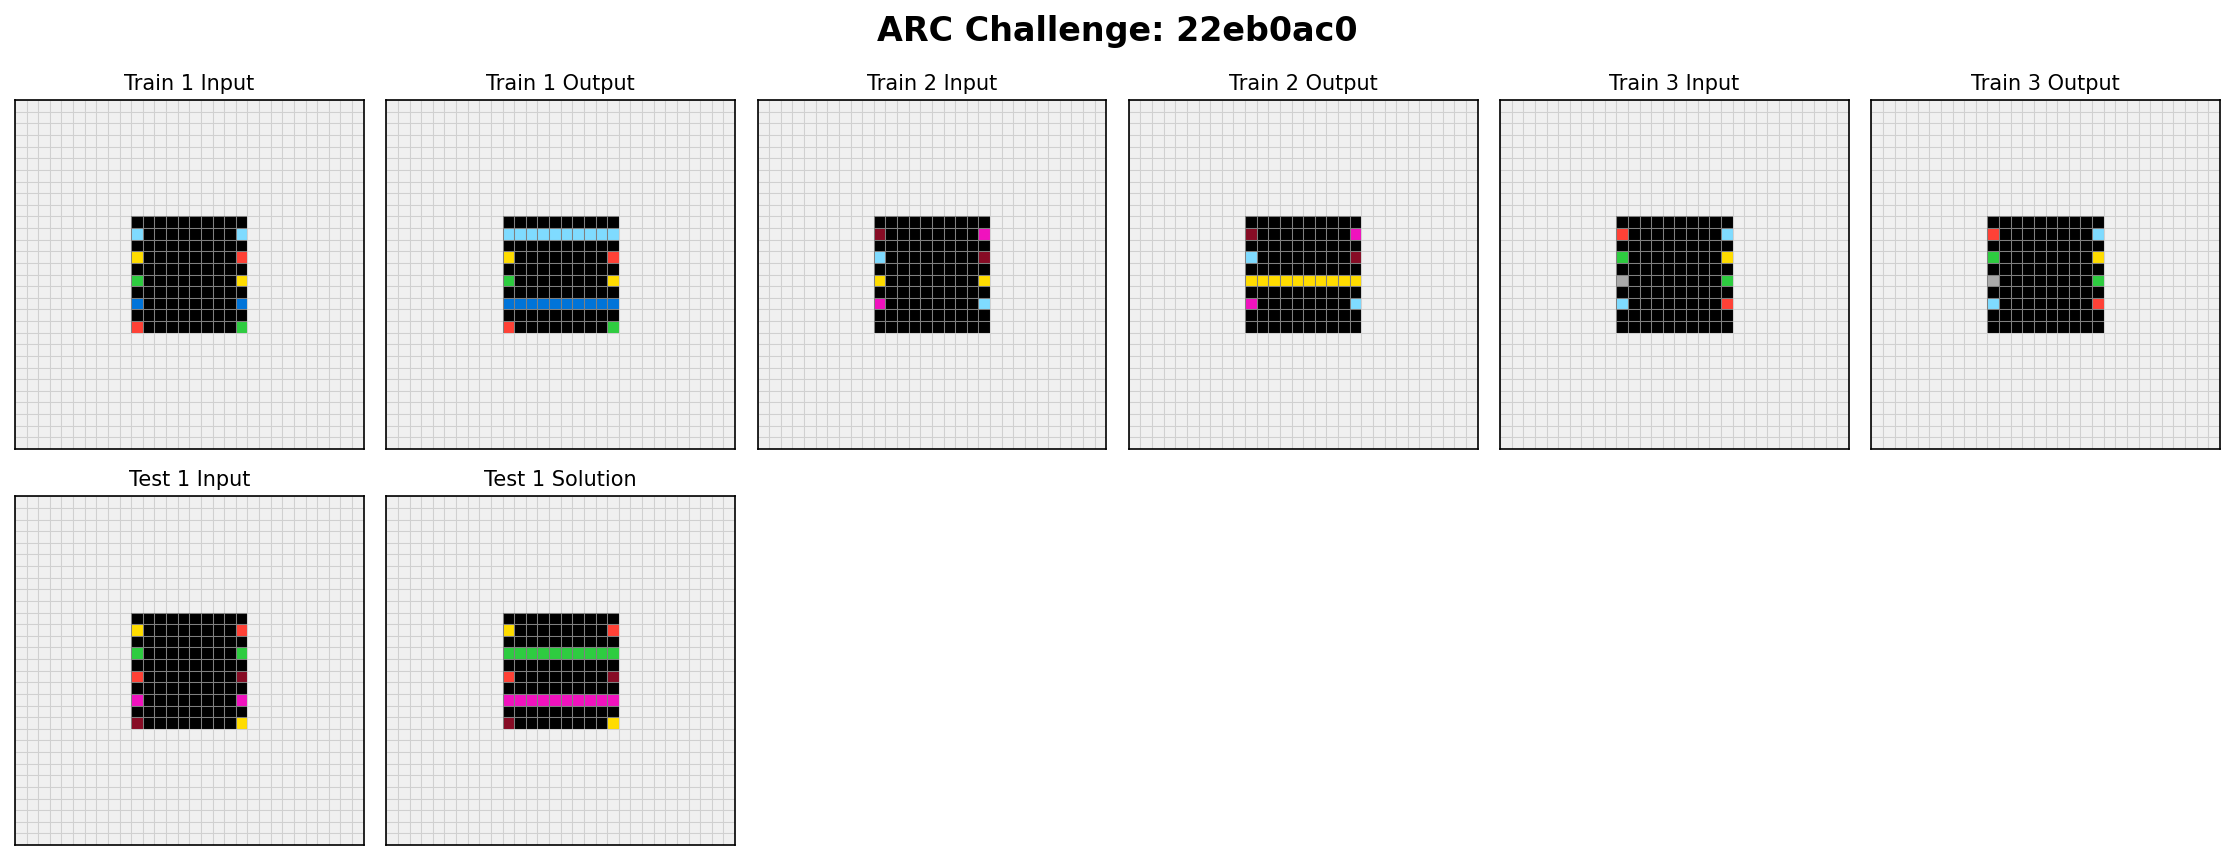 ARC Challenge: 22eb0ac0
Train 1 Input
Train 1 Output
Train 2 Input
Train 2 Output
Train 3 Input
Train 3 Output
Test 1 Input
Test 1 Solution